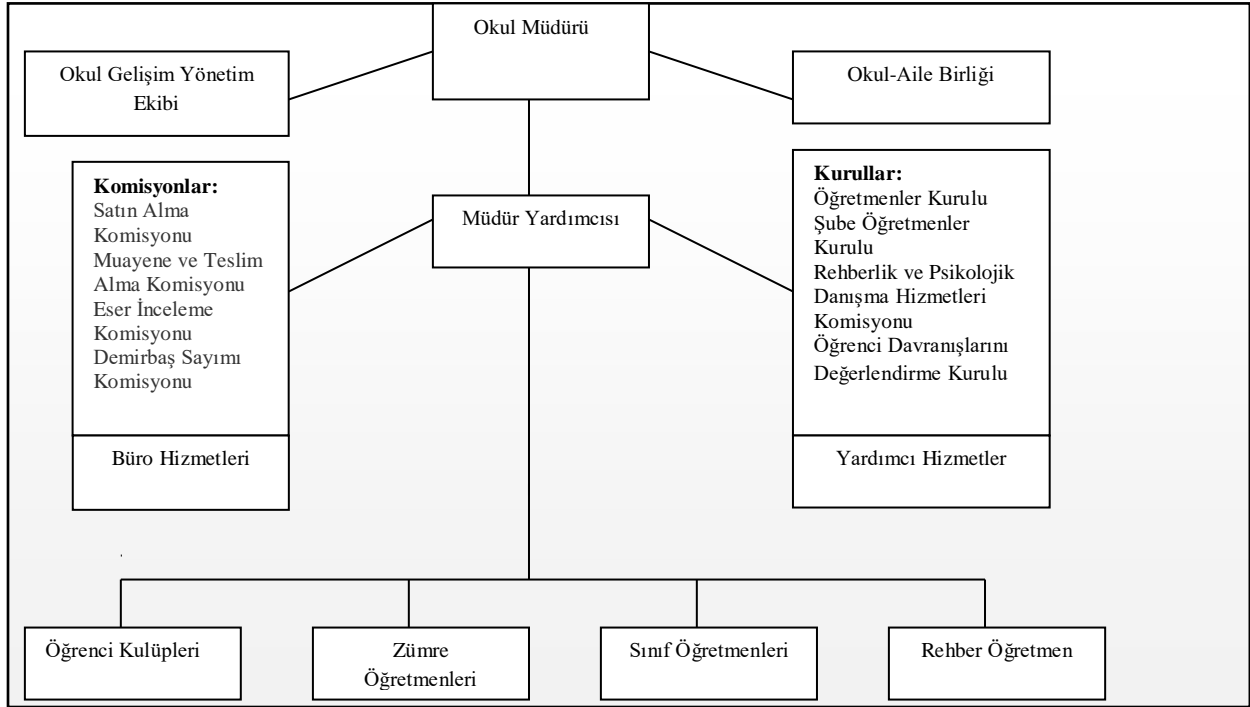 Okul Müdürü
Okul Gelişim Yönetim
Ekibi
Okul-Aile Birliği
Komisyonlar:
Satın Alma
Komisyonu
Muayene ve Teslim
Alma Komisyonu
Eser İnceleme
Komisyonu
Demirbaş Sayımı
Komisyonu
Müdür Yardımcısı
Kurullar:
Öğretmenler Kurulu
Şube Öğretmenler
Kurulu
Rehberlik ve Psikolojik
Danışma Hizmetleri
Komisyonu
Öğrenci Davranışlarını
Değerlendirme Kurulu
Büro Hizmetleri
Yardımcı Hizmetler
Öğrenci Kulüpleri
Zümre
Öğretmenleri
Sınıf Öğretmenleri
Rehber Öğretmen